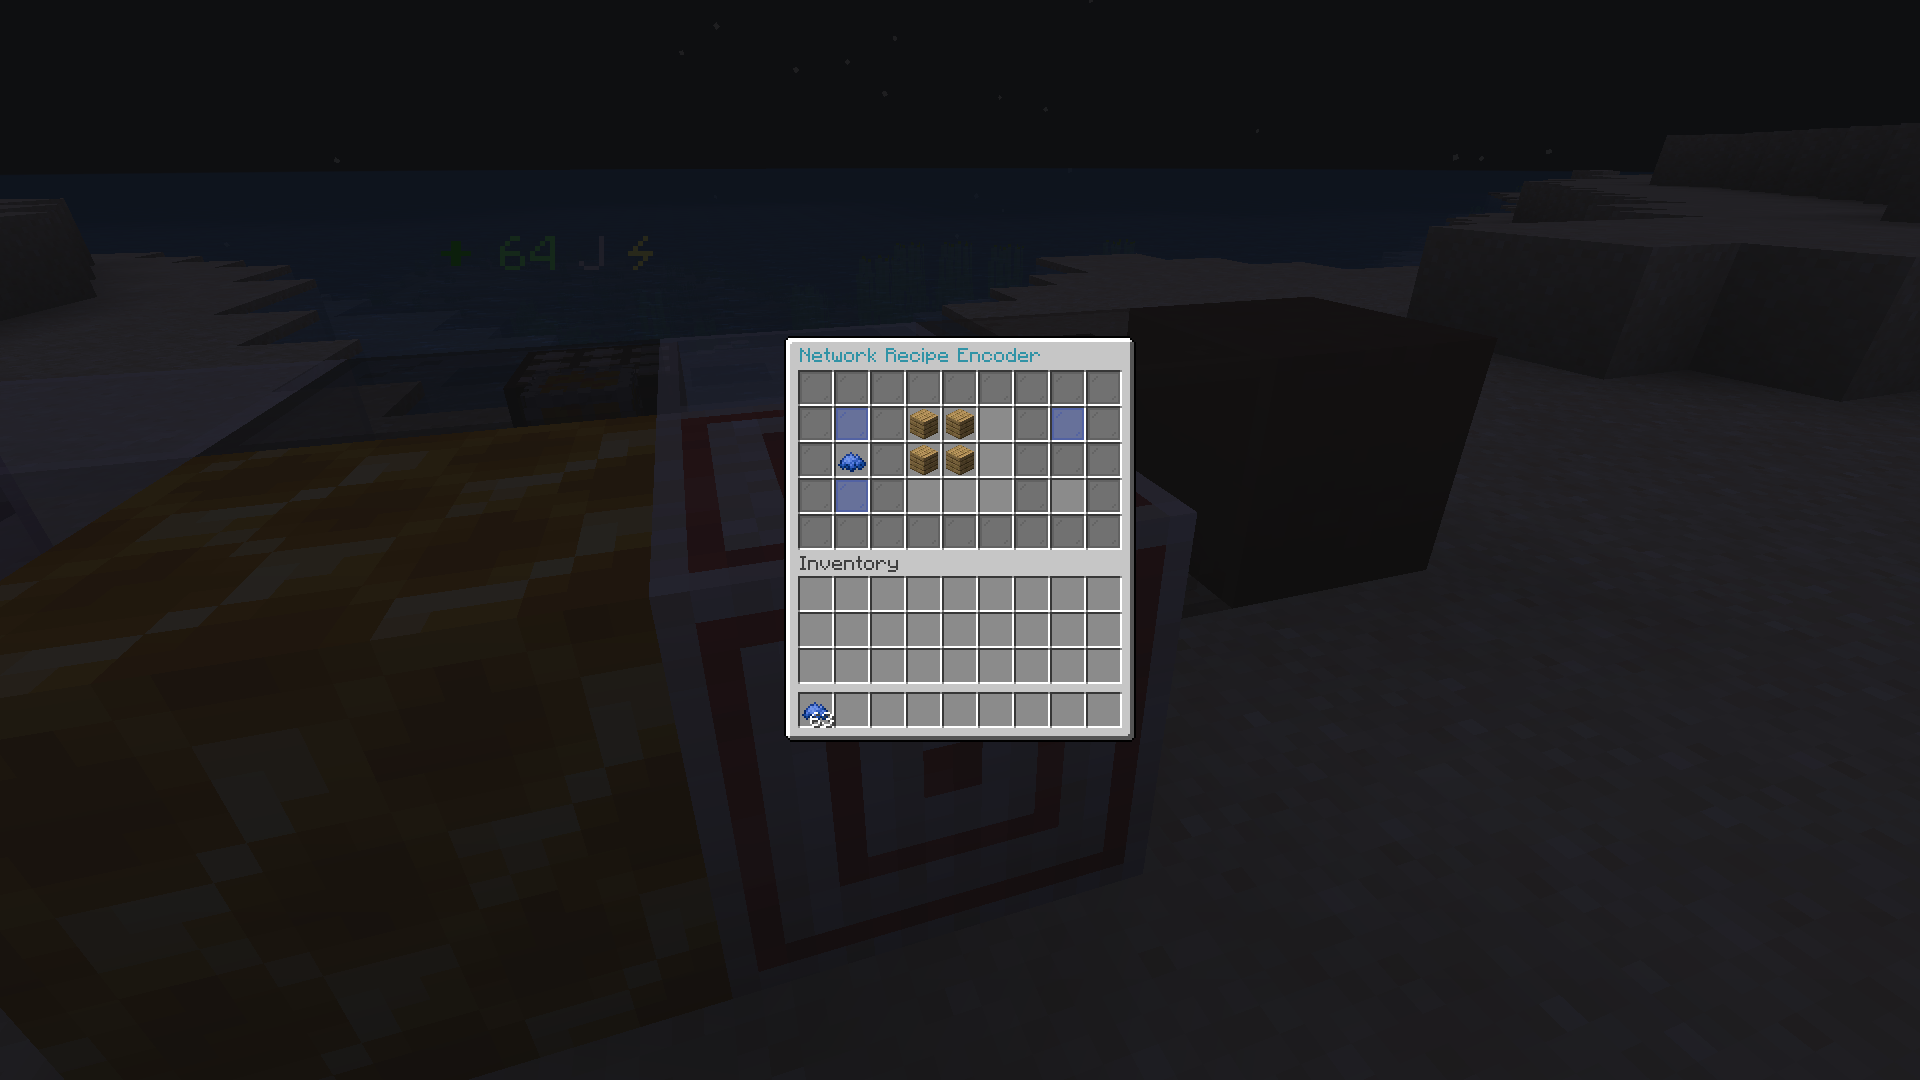 + 64 J ⚡
Network Recipe Encoder
Inventory
63